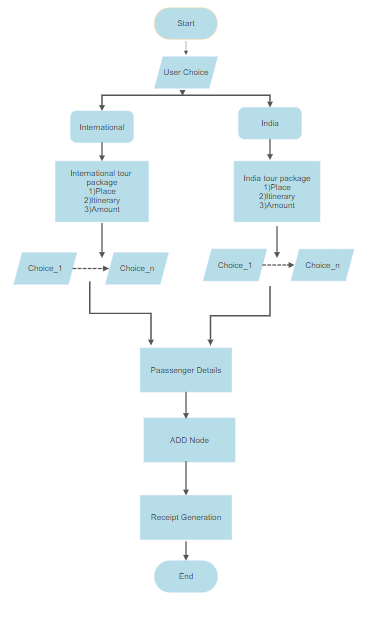 Start
User Choice
International
India
International tour
package
1)Place
2)Itinerary
3)Amount
India tour package
1)Place
2)Itinerary
3)Amount
Choice_1
Choice_n
Choice_1
Choice_n
Paassenger Details
ADD Node
Receipt Generation
End